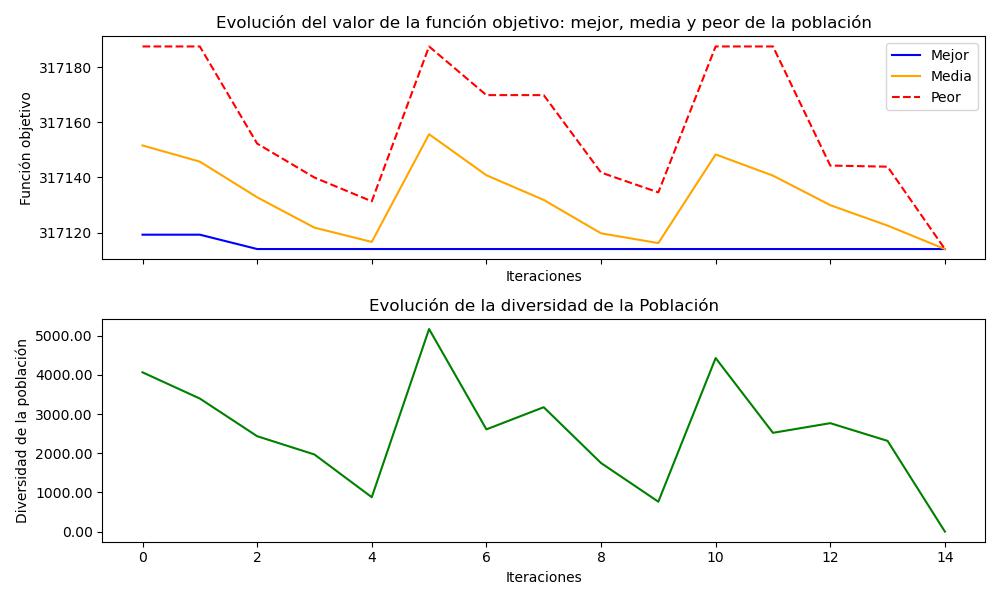 Evolución del valor de la función objetivo: mejor, media y peor de la población
Función objetivo
317180
317160
317140
317120
Mejor
Media
Peor
Iteraciones
Evolución de la diversidad de la Población
Diversidad de la población
5000.00
4000.00
3000.00
2000.00
1000.00
0.00
0 2 4 6 8 10 12 14
Iteraciones